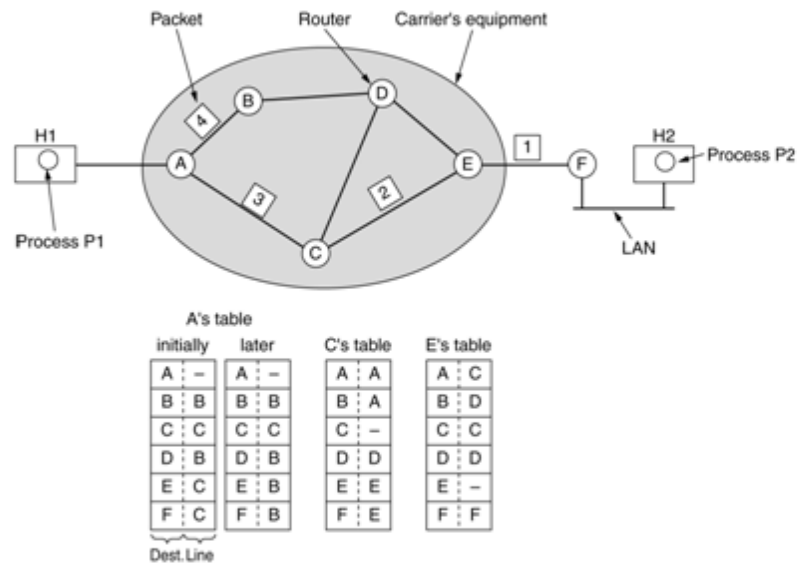 Packet
Router
Carrier's equipment
B
D
4
H1
A
3
2
E
1
F
H2
Process P2
Process P1
C
LAN
A's table
initially later C's table E's table
A – A – A A A C
B B B B B A B D
C C C C C – C C
D B D B D D D D
E C E B E E E –
F C F B F E F F
Dest. Line